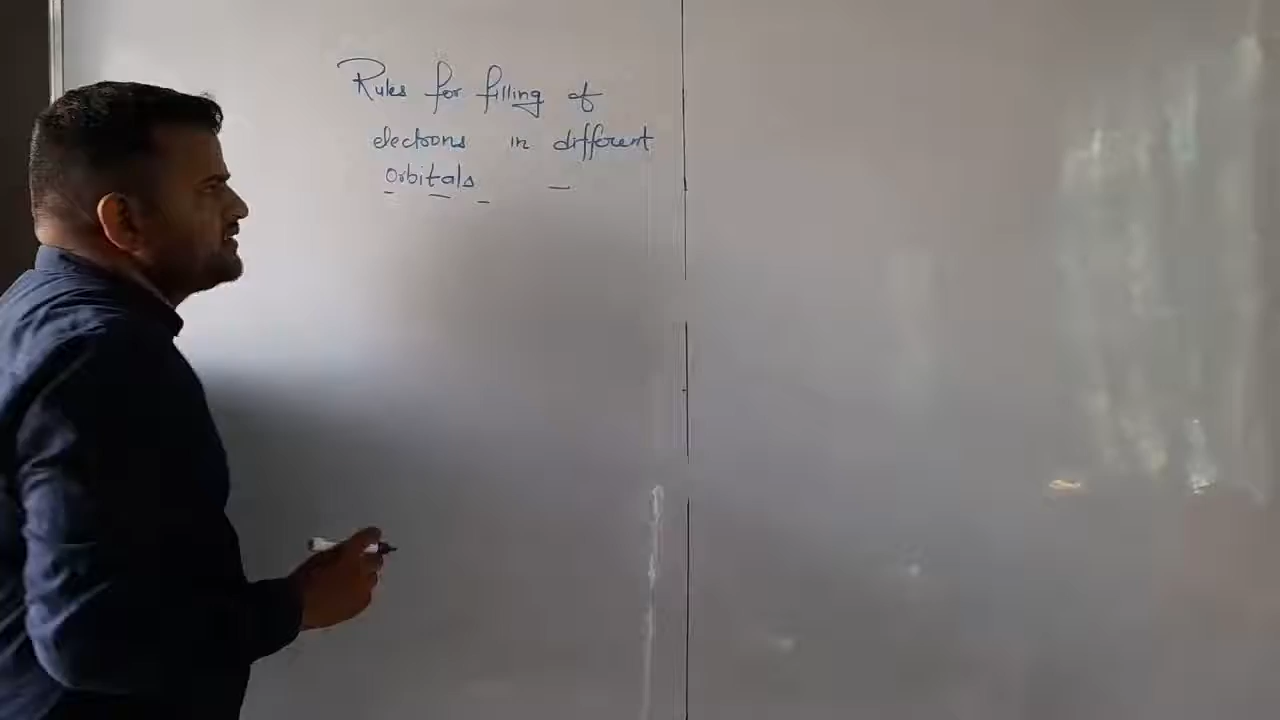 Rules for filling of
electrons in different
orbitals